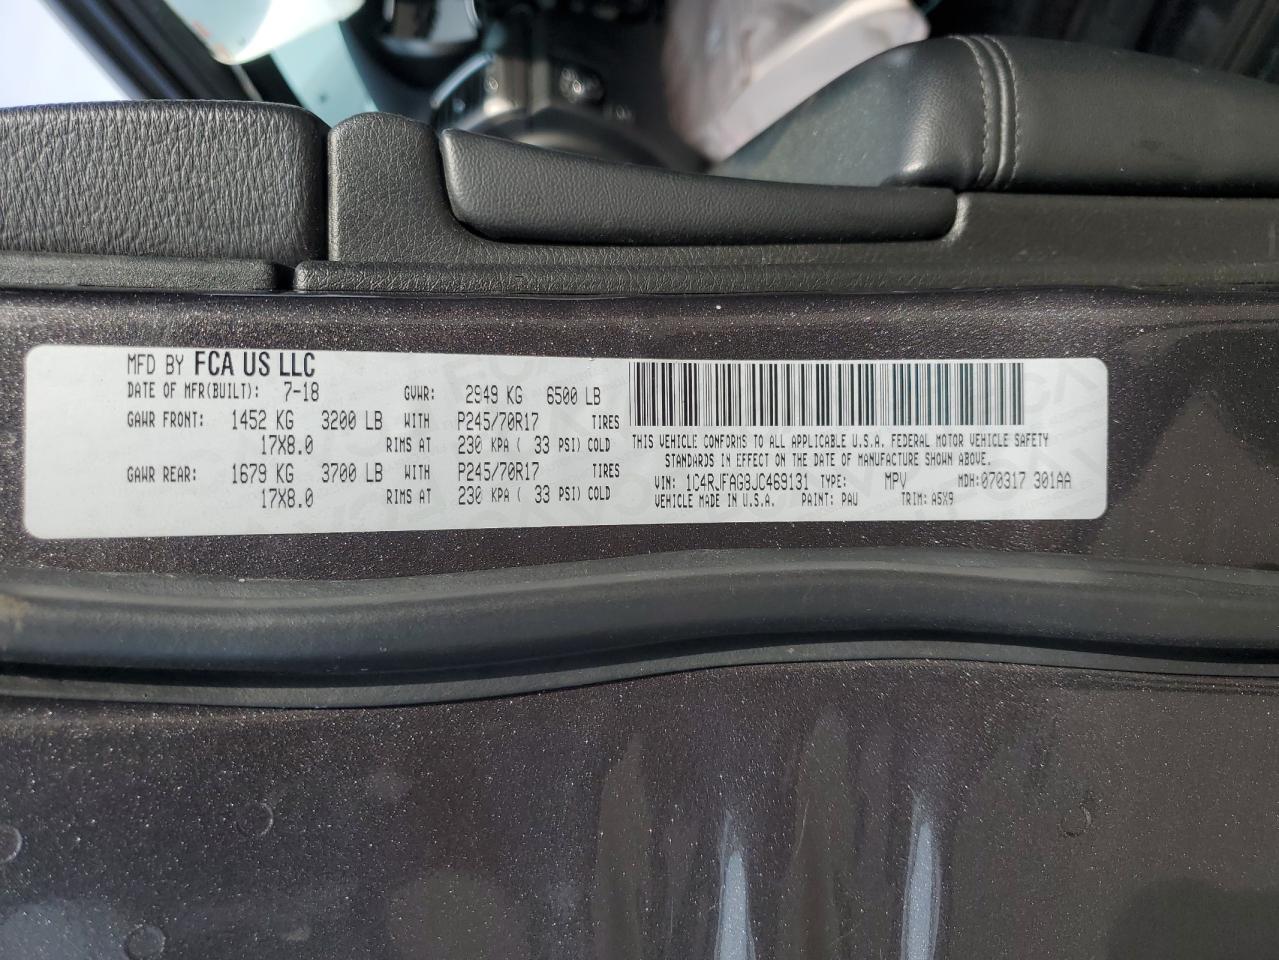 MFD BY FCA US LLC
DATE OF MFR(BUILT): 7-18 GVWR: 2949 KG 6500 LB
GAWR FRONT: 1452 KG 3200 LB WITH P245/70R17 TIRES
17X8.0 RIMS AT 230 KPA ( 33 PSI) COLD
GAWR REAR: 1679 KG 3700 LB WITH P245/70R17 TIRES
17X8.0 RIMS AT 230 KPA ( 33 PSI) COLD
THIS VEHICLE CONFORMS TO ALL APPLICABLE U.S.A. FEDERAL MOTOR VEHICLE SAFETY
STANDARDS IN EFFECT ON THE DATE OF MANUFACTURE SHOWN ABOVE.
VIN: 1C4RJFAG3JC469131 TYPE: MPV MDH:070317 301AA
VEHICLE MADE IN U.S.A. PAINT: PAU TRIM: A5X9